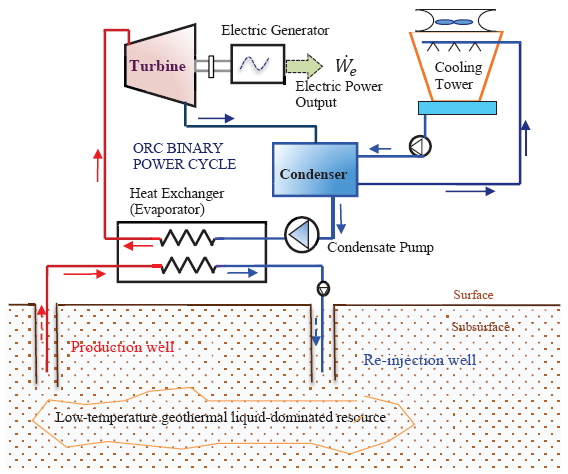 Electric Generator
Turbine
Ẇe
Electric Power
Output
Cooling
Tower
ORC BINARY
POWER CYCLE
Condenser
Heat Exchanger
(Evaporator)
Condensate Pump
Surface
Subsurface
Production well
Re-injection well
Low-temperature geothermal liquid-dominated resource